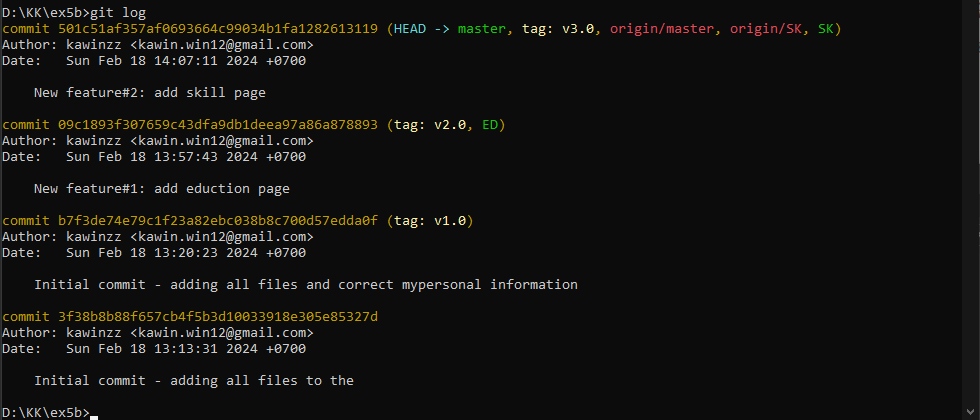 D:\KK\ex5b>git log
commit 501c51af357af0693664c99034b1fa1282613119 (HEAD -> master, tag: v3.0, origin/master, origin/SK, SK)
Author: kawinzz <kawin.win12@gmail.com>
Date:   Sun Feb 18 14:07:11 2024 +0700
    New feature#2: add skill page
commit 09c1893f307659c43dfa9db1deea97a86a878893 (tag: v2.0, ED)
Author: kawinzz <kawin.win12@gmail.com>
Date:   Sun Feb 18 13:57:43 2024 +0700
    New feature#1: add eduction page
commit b7f3de74e79c1f23a82ebc038b8c700d57edda0f (tag: v1.0)
Author: kawinzz <kawin.win12@gmail.com>
Date:   Sun Feb 18 13:20:23 2024 +0700
    Initial commit - adding all files and correct mypersonal information
commit 3f38b8b88f657cb4f5b3d10033918e305e85327d
Author: kawinzz <kawin.win12@gmail.com>
Date:   Sun Feb 18 13:13:31 2024 +0700
    Initial commit - adding all files to the
D:\KK\ex5b>